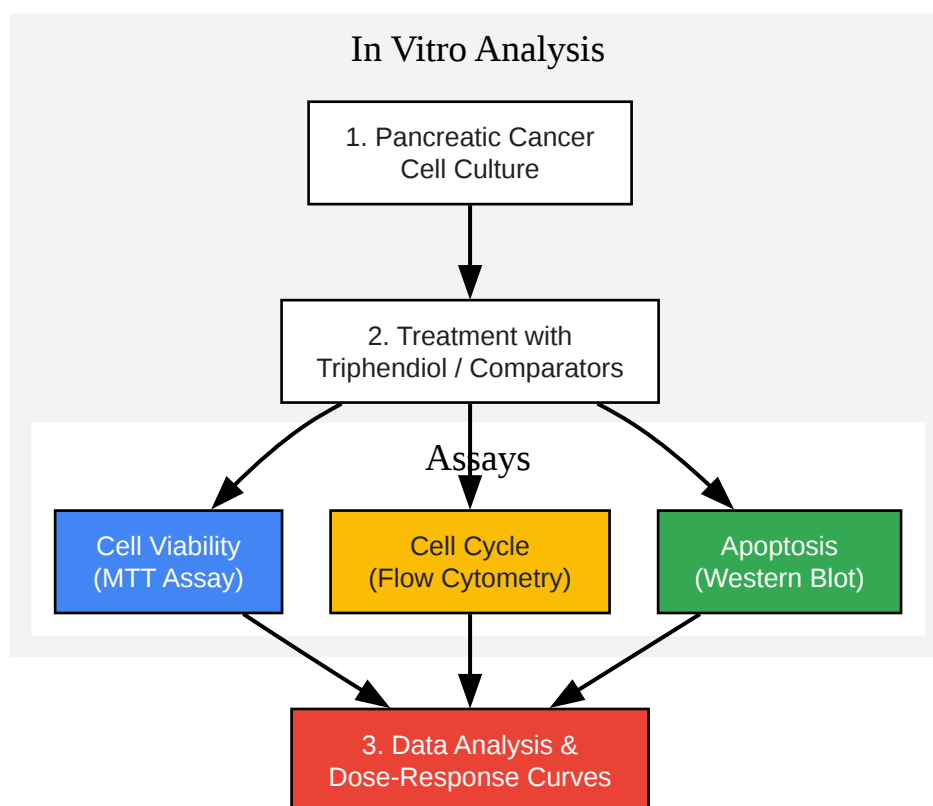 In Vitro Analysis
1. Pancreatic Cancer
Cell Culture
2. Treatment with
Triphendiol / Comparators
Assays
Cell Viability
(MTT Assay)
Cell Cycle
(Flow Cytometry)
Apoptosis
(Western Blot)
3. Data Analysis &
Dose-Response Curves